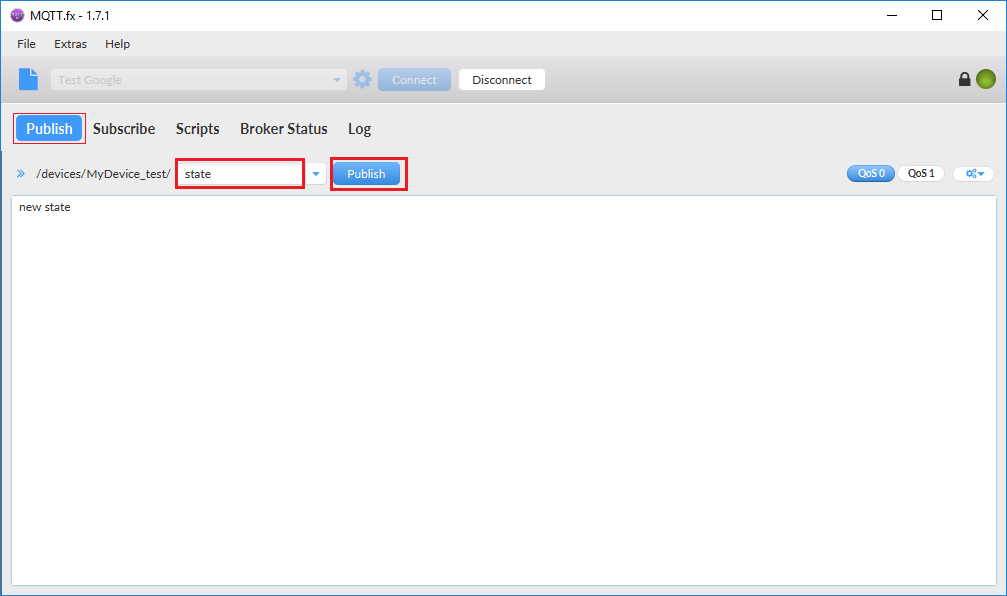 MQTT.fx - 1.7.1
File Extras Help
Test Google Connect Disconnect
Publish Subscribe Scripts Broker Status Log
/devices/MyDevice_test/ state Publish QoS 0 QoS 1
new state